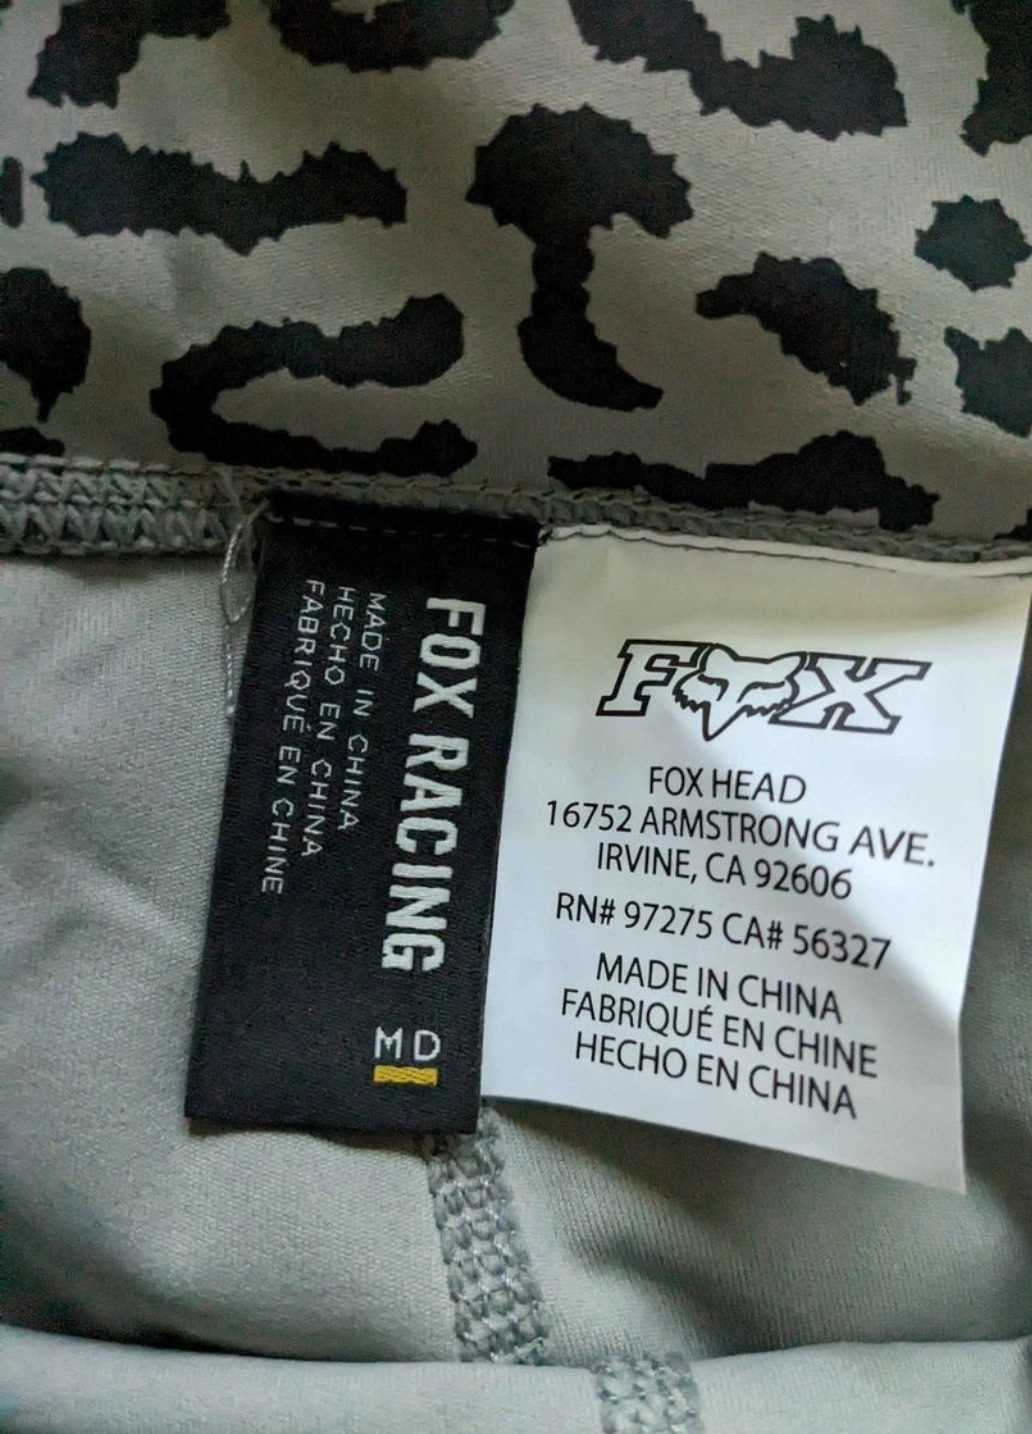 FOX RACING
MADE IN CHINA
HECHO EN CHINA
FABRIQUÉ EN CHINE
MD
FOX
FOX HEAD
16752 ARMSTRONG AVE.
IRVINE, CA 92606
RN# 97275 CA# 56327
MADE IN CHINA
FABRIQUÉ EN CHINE
HECHO EN CHINA